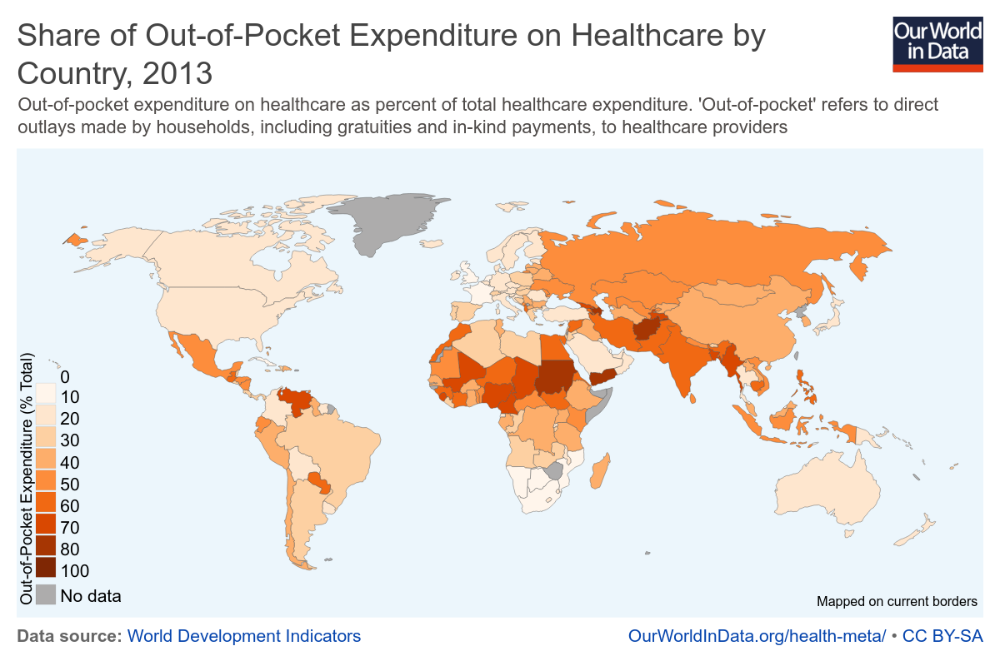 Share of Out-of-Pocket Expenditure on Healthcare by
Country, 2013
Our World
in Data
Out-of-pocket expenditure on healthcare as percent of total healthcare expenditure. 'Out-of-pocket' refers to direct
outlays made by households, including gratuities and in-kind payments, to healthcare providers
Out-of-Pocket Expenditure (% Total)
0
10
20
30
40
50
60
70
80
100
No data
Mapped on current borders
Data source: World Development Indicators
OurWorldInData.org/health-meta/ • CC BY-SA